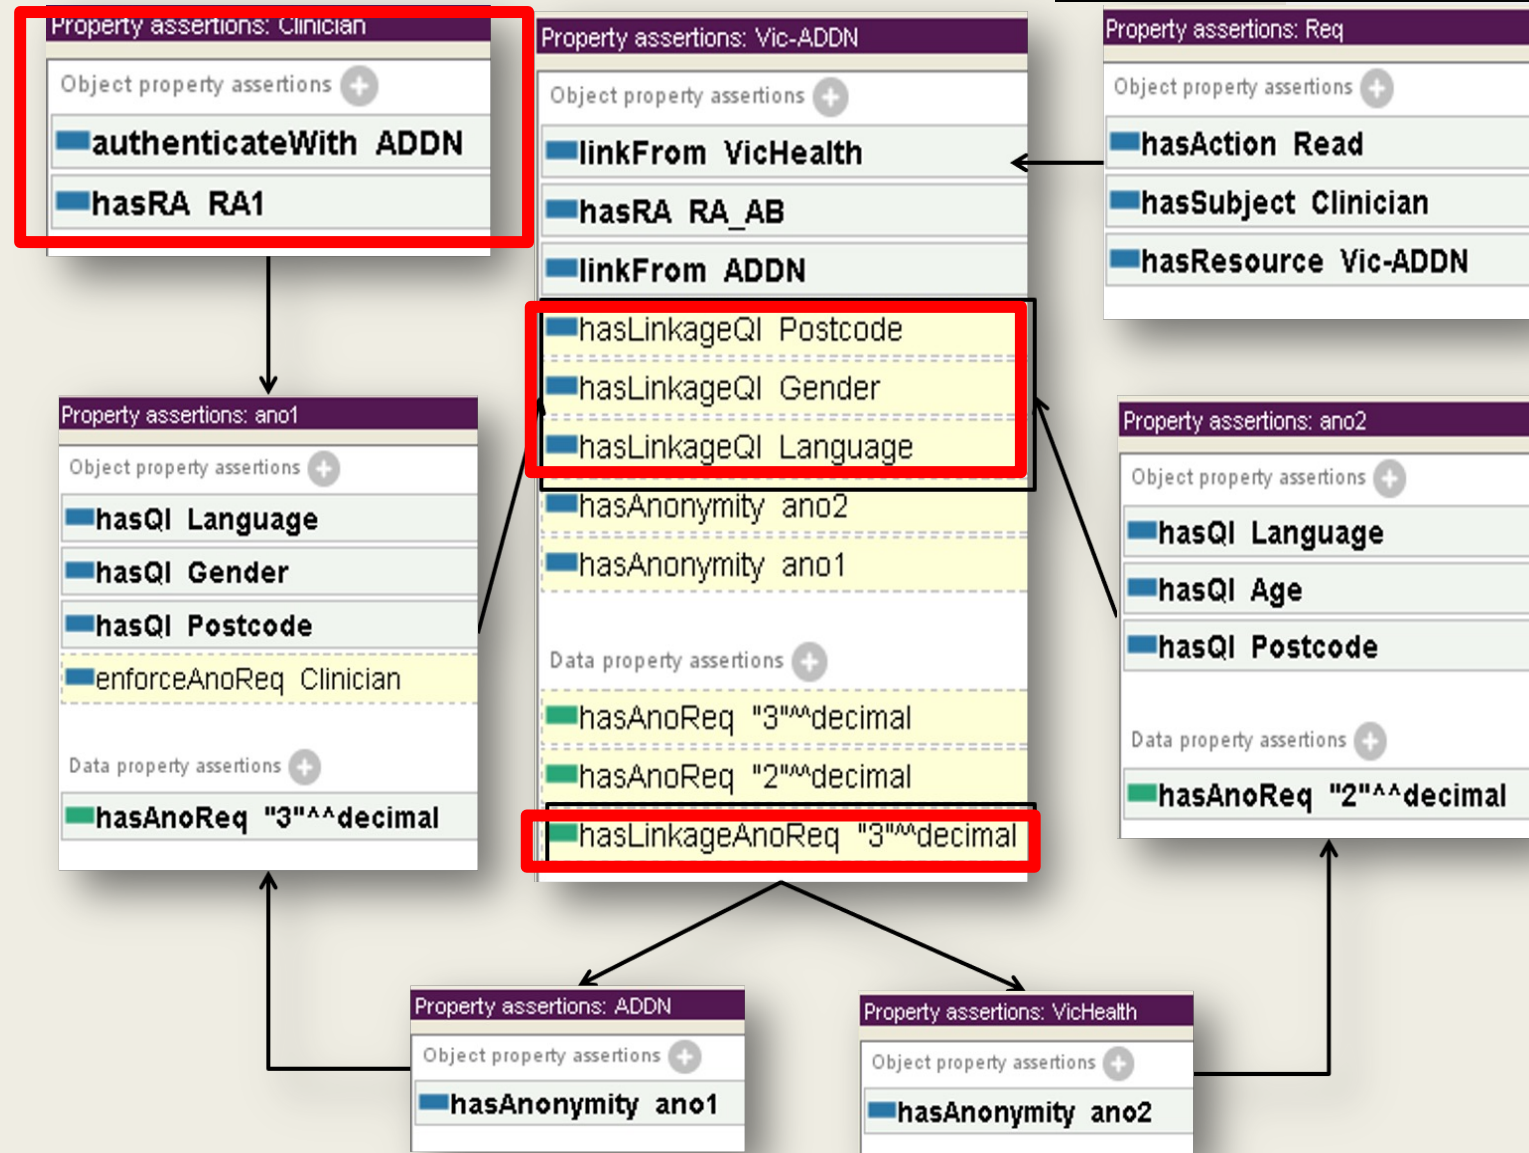 Property assertions: Clinician
Object property assertions
authenticateWith ADDN
hasRA RA1
Property assertions: Vic-ADDN
Object property assertions
linkFrom VicHealth
hasRA RA_AB
linkFrom ADDN
hasLinkageQI Postcode
hasLinkageQI Gender
hasLinkageQI Language
hasAnonymity ano2
hasAnonymity ano1
Data property assertions
hasAnoReq "3"^^decimal
hasAnoReq "2"^^decimal
hasLinkageAnoReq "3"^^decimal
Property assertions: Req
Object property assertions
hasAction Read
hasSubject Clinician
hasResource Vic-ADDN
Property assertions: ano1
Object property assertions
hasQI Language
hasQI Gender
hasQI Postcode
enforceAnoReq Clinician
Data property assertions
hasAnoReq "3"^^decimal
Property assertions: ano2
Object property assertions
hasQI Language
hasQI Age
hasQI Postcode
Data property assertions
hasAnoReq "2"^^decimal
Property assertions: ADDN
Object property assertions
hasAnonymity ano1
Property assertions: VicHealth
Object property assertions
hasAnonymity ano2